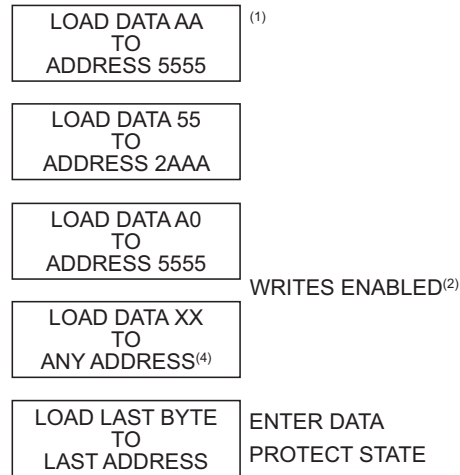 LOAD DATA AA
TO
ADDRESS 5555
(1)
LOAD DATA 55
TO
ADDRESS 2AAA
LOAD DATA A0
TO
ADDRESS 5555
WRITES ENABLED(2)
LOAD DATA XX
TO
ANY ADDRESS(4)
LOAD LAST BYTE
TO
LAST ADDRESS
ENTER DATA
PROTECT STATE